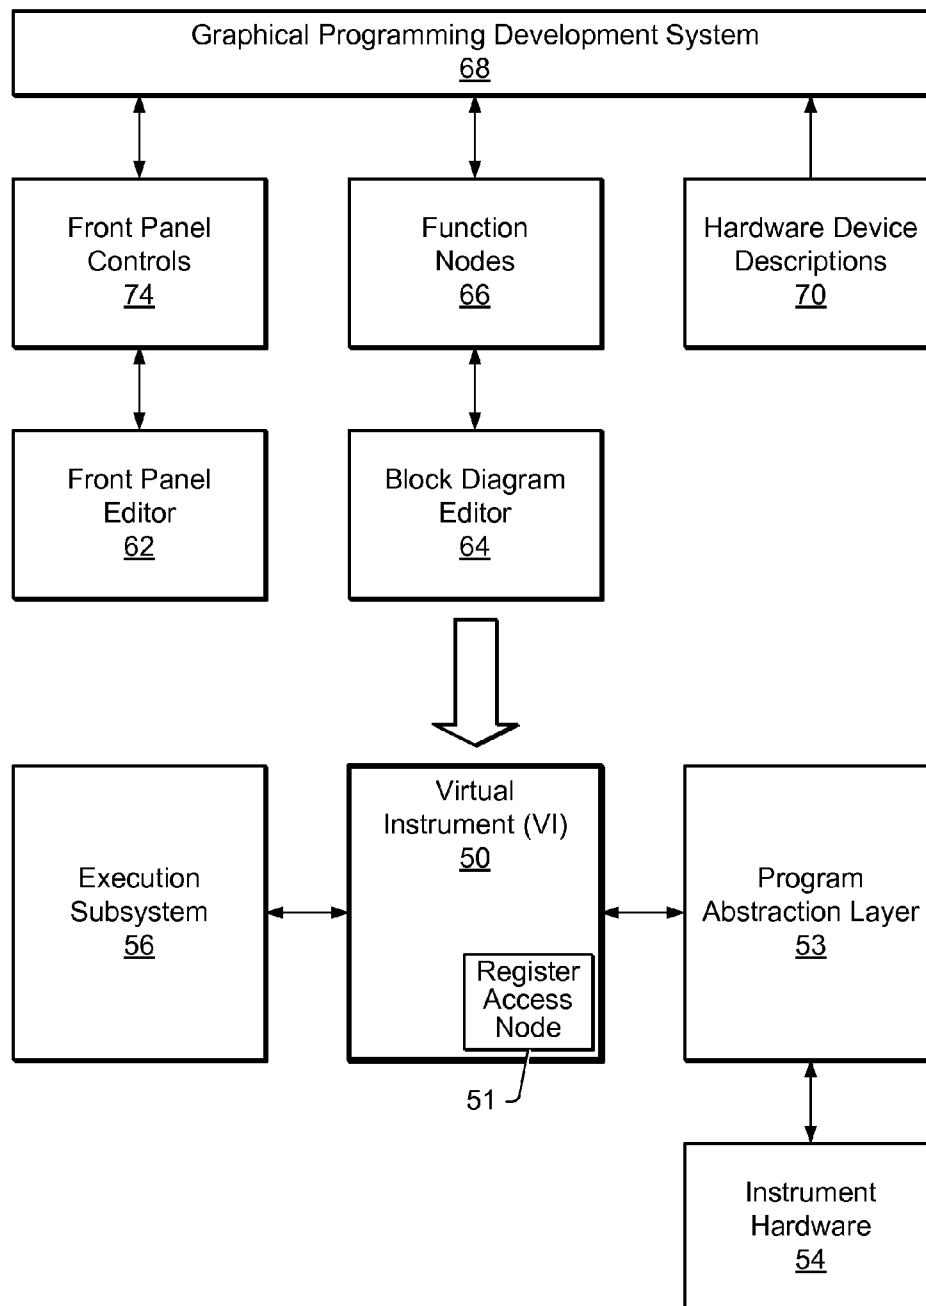 Graphical Programming Development System
68
Front Panel
Controls
74
Function
Nodes
66
Hardware Device
Descriptions
70
Front Panel
Editor
62
Block Diagram
Editor
64
Execution
Subsystem
56
Virtual
Instrument (VI)
50
Register
Access
Node
51
Program
Abstraction Layer
53
Instrument
Hardware
54